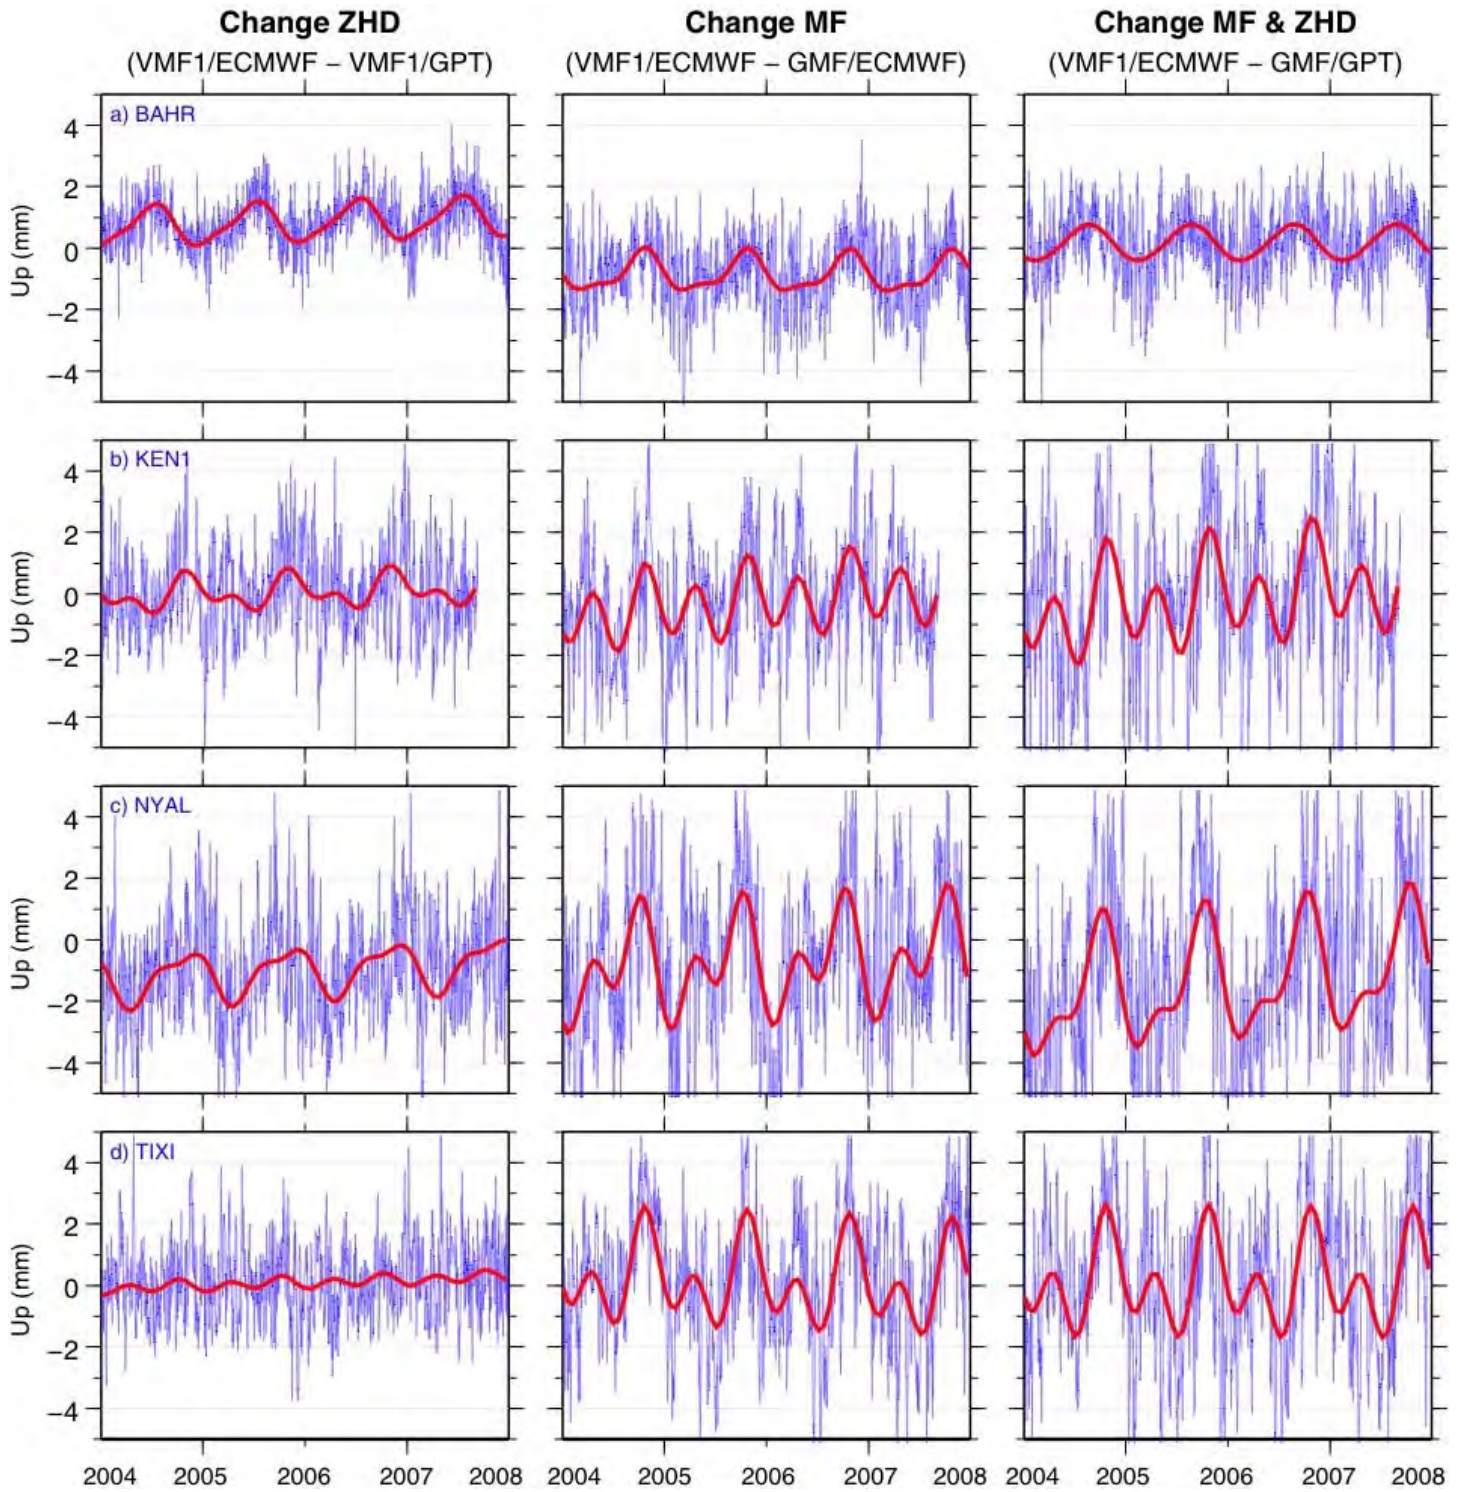 Change ZHD Change MF Change MF & ZHD
(VMF1/ECMWF − VMF1/GPT) (VMF1/ECMWF − GMF/ECMWF) (VMF1/ECMWF − GMF/GPT)
a) BAHR
4
2
0
−2
−4
Up (mm)
b) KEN1
4
2
0
−2
−4
Up (mm)
c) NYAL
4
2
0
−2
−4
Up (mm)
d) TIXI
4
2
0
−2
−4
Up (mm)
2004 2005 2006 2007 2008 2004 2005 2006 2007 2008 2004 2005 2006 2007 2008